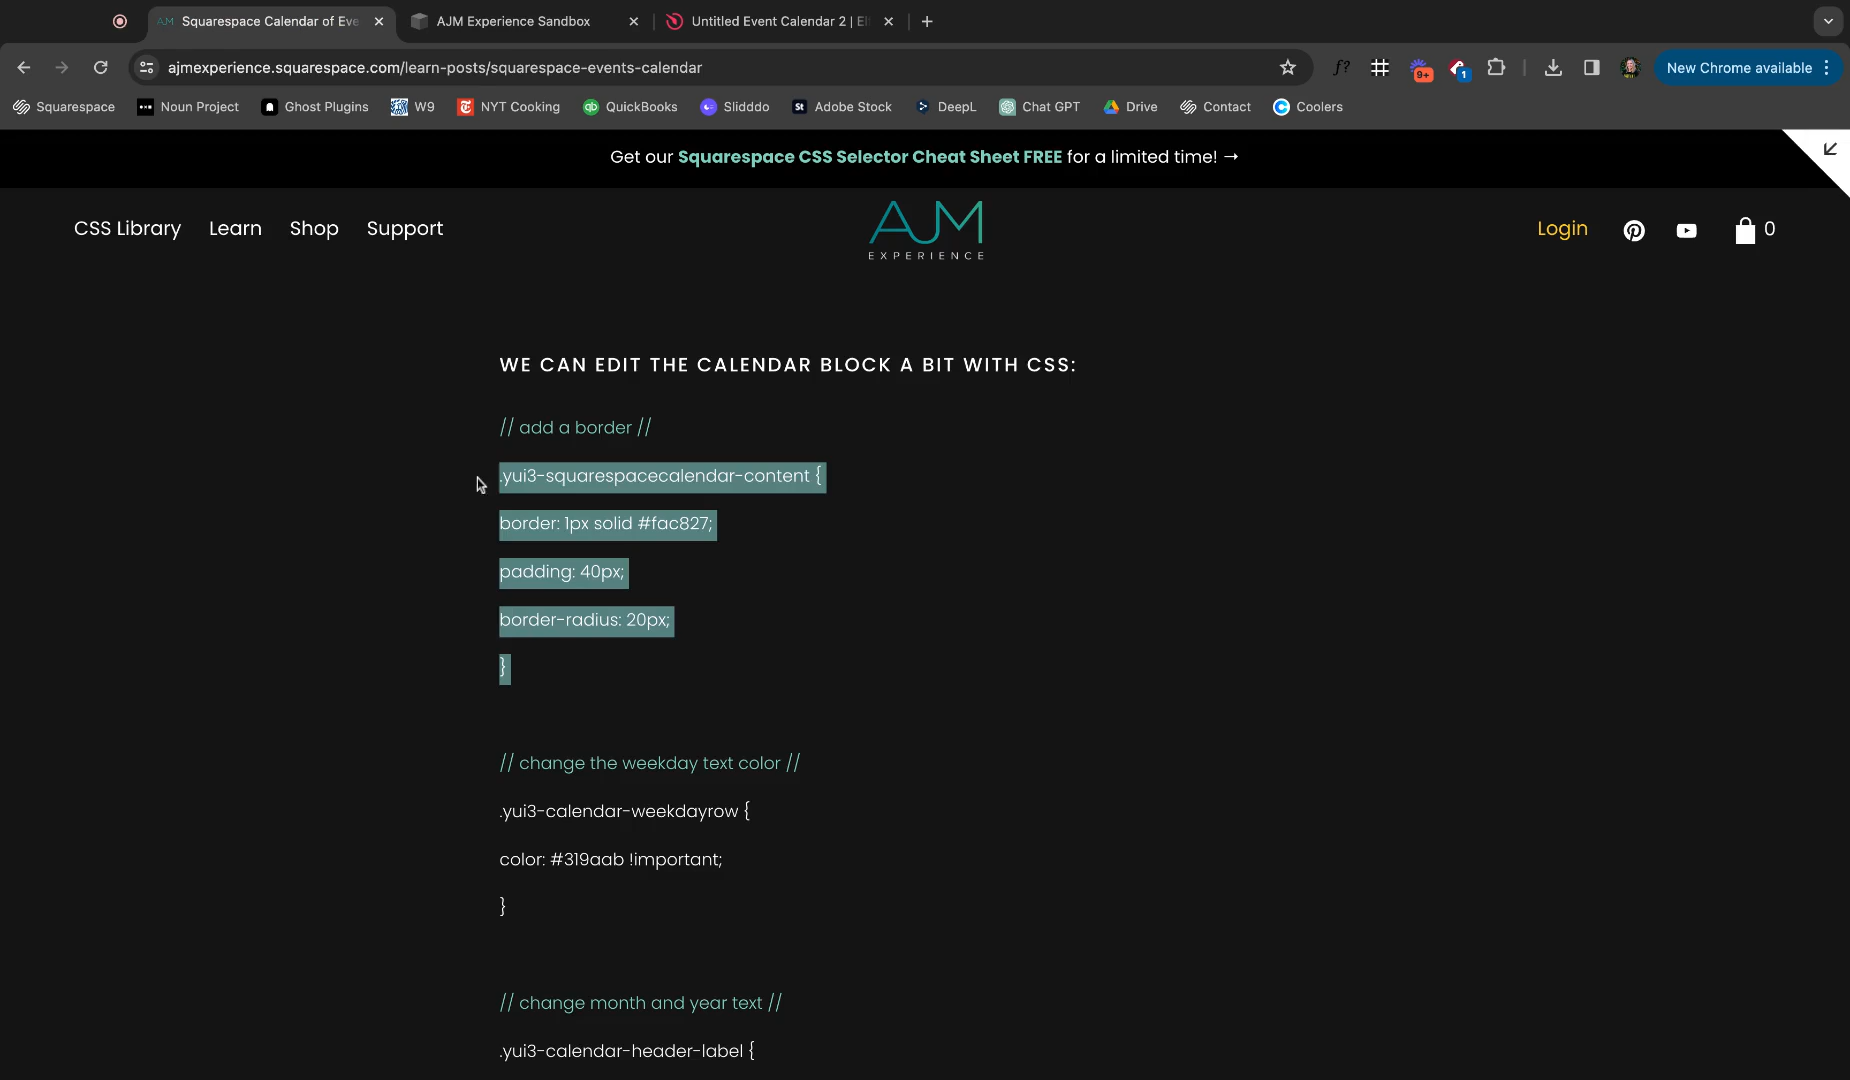 Squarespace Calendar of Eve
AJM Experience Sandbox
Untitled Event Calendar 2 | El
ajmexperience.squarespace.com/learn-posts/squarespace-events-calendar
f?
9+
1
New Chrome available
Squarespace
Noun Project
Ghost Plugins
W9
NYT Cooking
QuickBooks
Slidddo
Adobe Stock
DeepL
Chat GPT
Drive
Contact
Coolers
Get our Squarespace CSS Selector Cheat Sheet FREE for a limited time! →
CSS Library
Learn
Shop
Support
AJM
EXPERIENCE
Login
0
WE CAN EDIT THE CALENDAR BLOCK A BIT WITH CSS:
// add a border //
.yui3-squarespacecalendar-content {
border: 1px solid #fac827;
padding: 40px;
border-radius: 20px;
}
// change the weekday text color //
.yui3-calendar-weekdayrow {
color: #319aab !important;
}
// change month and year text //
.yui3-calendar-header-label {